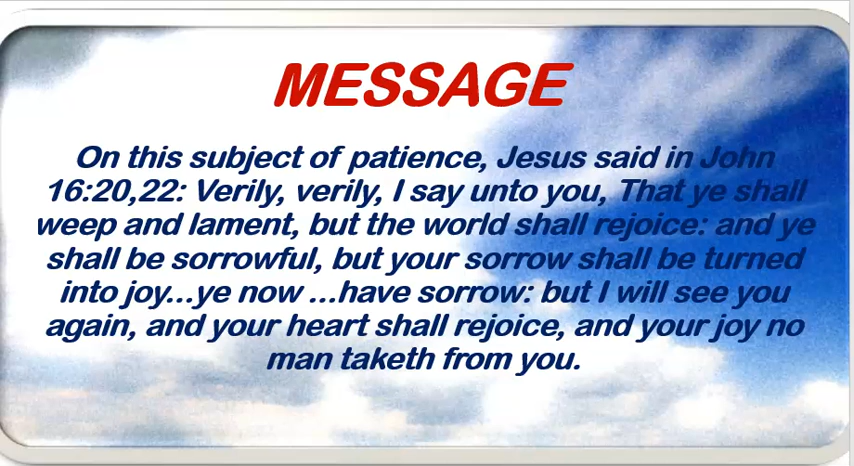 MESSAGE
On this subject of patience, Jesus said in John
16:20,22: Verily, verily, I say unto you, That ye shall
weep and lament, but the world shall rejoice: and ye
shall be sorrowful, but your sorrow shall be turned
into joy...ye now ...have sorrow: but I will see you
again, and your heart shall rejoice, and your joy no
man taketh from you.